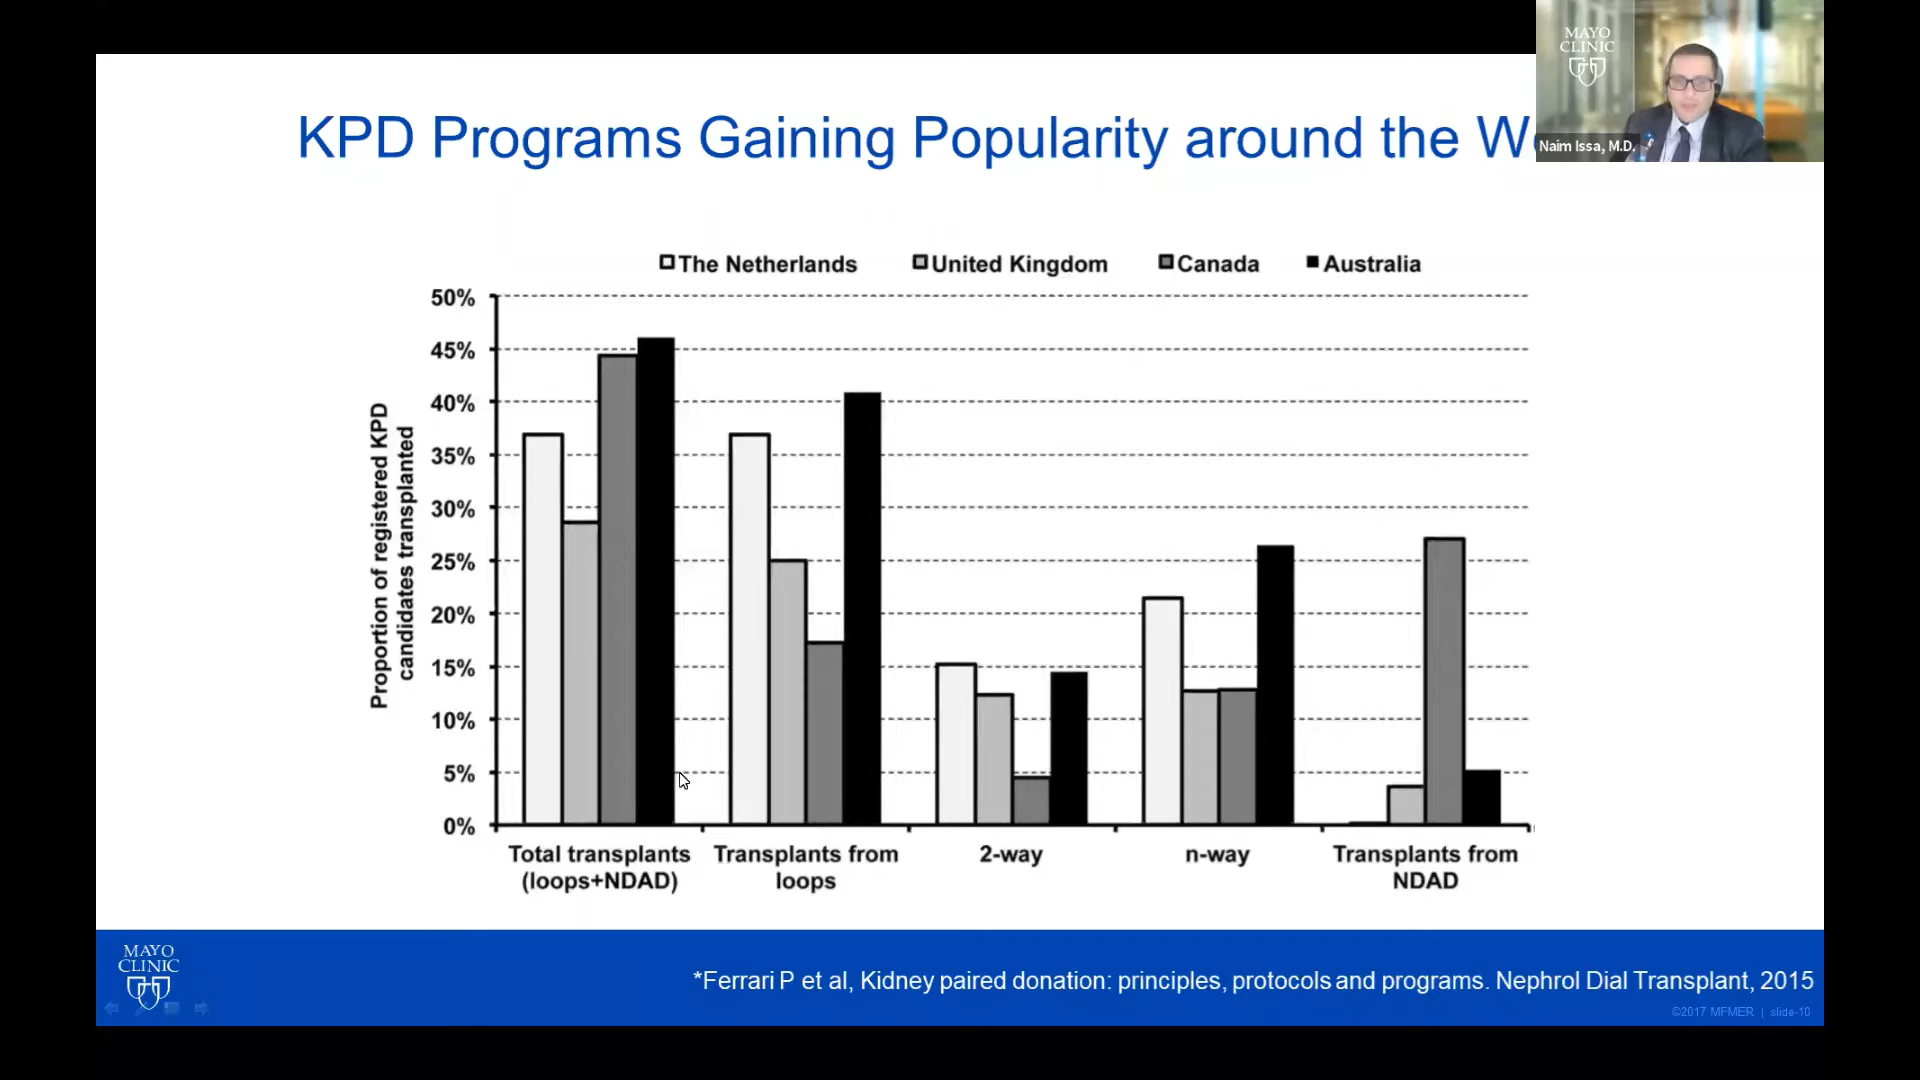 MAYO
CLINIC
Naim Issa, M.D.
KPD Programs Gaining Popularity around the
The Netherlands United Kingdom Canada Australia
50%
45%
40%
35%
30%
25%
20%
15%
10%
5%
0%
Proportion of registered KPD
candidates transplanted
Total transplants
(loops+NDAD)
Transplants from
loops
2-way
n-way
Transplants from
NDAD
MAYO
CLINIC
*Ferrari P et al, Kidney paired donation: principles, protocols and programs. Nephrol Dial Transplant, 2015
©2017 MFMER | slide-10